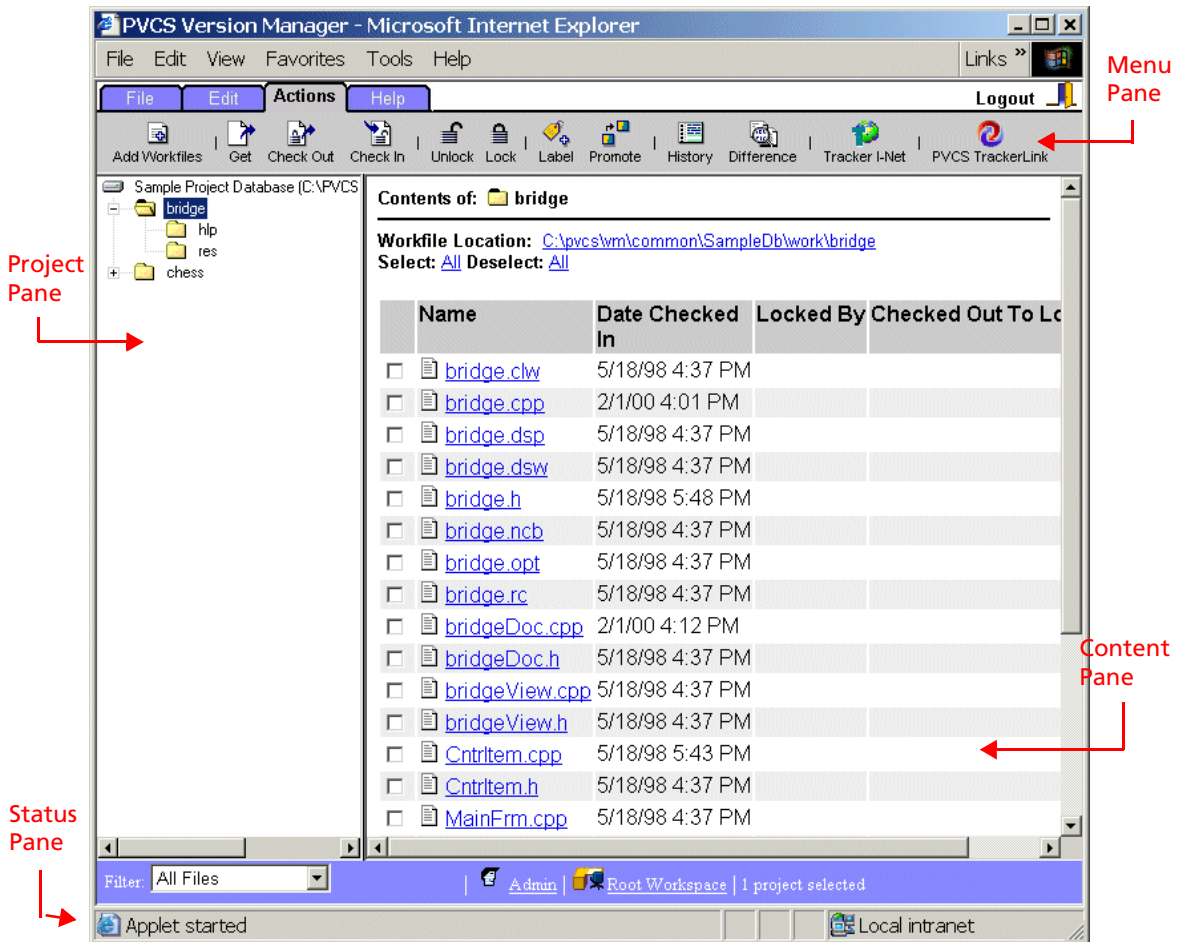 PVCS Version Manager - Microsoft Internet Explorer
File Edit View Favorites Tools Help Links »
File Edit Actions Help Logout
Menu
Pane
Add Workfiles Get Check Out Check In Unlock Lock Label Promote History Difference Tracker I-Net PVCS TrackerLink
Sample Project Database (C:\PVCS
bridge
hlp
res
chess
Project
Pane
Contents of: bridge
Workfile Location: C:\pvcs\vm\common\SampleDb\work\bridge
Select: All Deselect: All
Name Date Checked In Locked By Checked Out To Lo
bridge.clw 5/18/98 4:37 PM
bridge.cpp 2/1/00 4:01 PM
bridge.dsp 5/18/98 4:37 PM
bridge.dsw 5/18/98 4:37 PM
bridge.h 5/18/98 5:48 PM
bridge.ncb 5/18/98 4:37 PM
bridge.opt 5/18/98 4:37 PM
bridge.rc 5/18/98 4:37 PM
bridgeDoc.cpp 2/1/00 4:12 PM
bridgeDoc.h 5/18/98 4:37 PM
bridgeView.cpp 5/18/98 4:37 PM
bridgeView.h 5/18/98 4:37 PM
CntrItem.cpp 5/18/98 5:43 PM
CntrItem.h 5/18/98 4:37 PM
MainFrm.cpp 5/18/98 4:37 PM
Content
Pane
Status
Pane
Filter: All Files | Admin | Root Workspace | 1 project selected
Applet started Local intranet